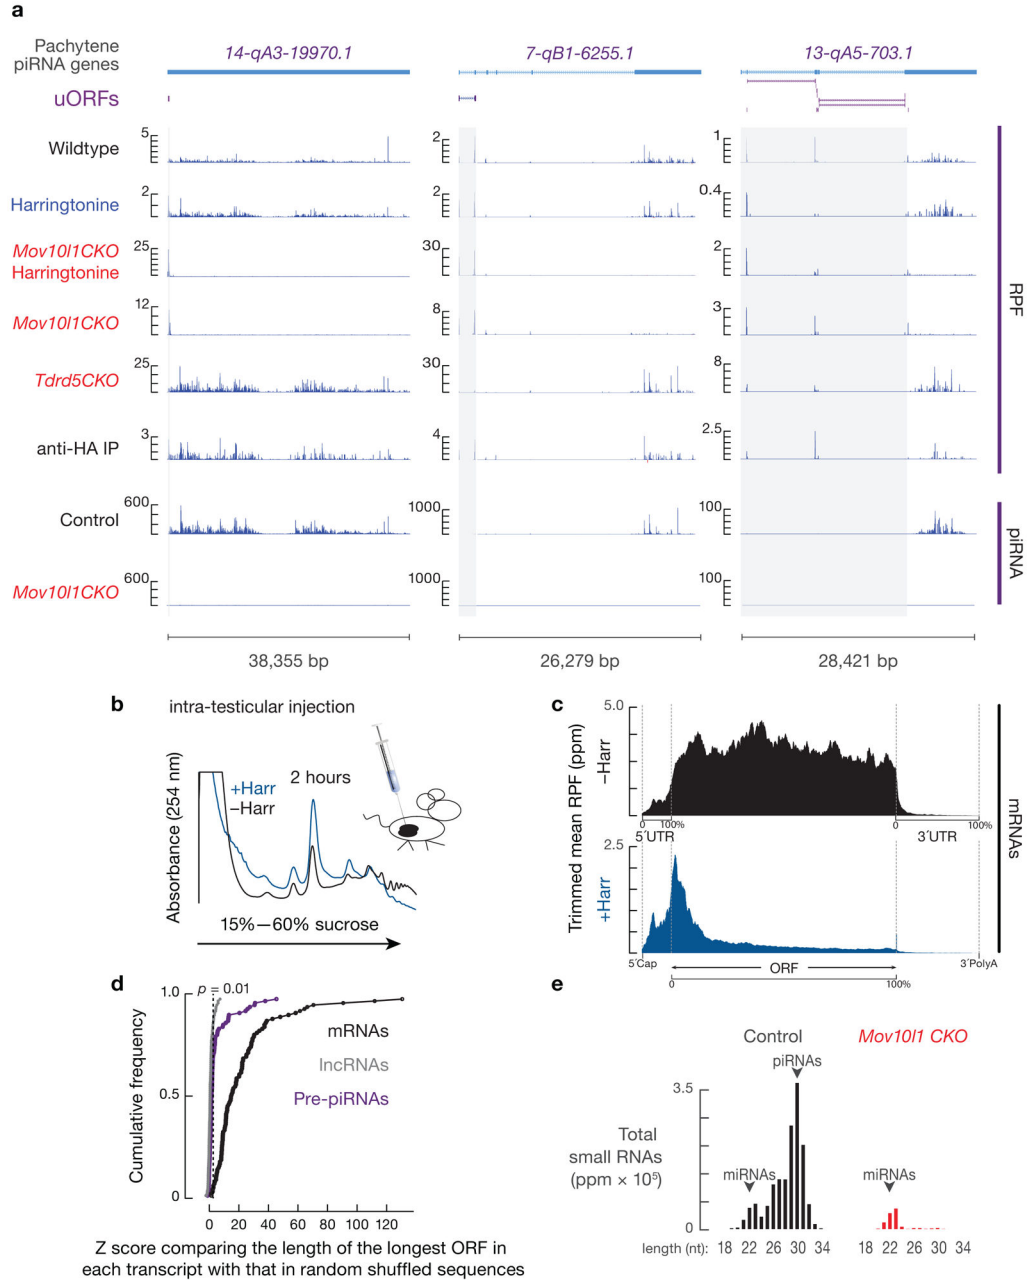 a
Pachytene
piRNA genes
14-qA3-19970.1
7-qB1-6255.1
13-qA5-703.1
uORFs
Wildtype
5
2
1
Harringtonine
2
2
0.4
Mov10l1CKO
Harringtonine
25
30
2
Mov10l1CKO
12
8
3
Tdrd5CKO
25
30
8
anti-HA IP
3
4
2.5
RPF
Control
600
1000
100
Mov10l1CKO
600
1000
100
piRNA
38,355 bp
26,279 bp
28,421 bp
b
intra-testicular injection
2 hours
+Harr
–Harr
Absorbance (254 nm)
15%—60% sucrose
c
Trimmed mean RPF (ppm)
–Harr
5.0
0
0 100%
5´UTR
0 100%
3´UTR
+Harr
2.5
0
5´Cap
3´PolyA
ORF
0 100%
mRNAs
d
p = 0.01
Cumulative frequency
1.0
0.5
0
mRNAs
lncRNAs
Pre-piRNAs
0 20 40 60 80 100 120
Z score comparing the length of the longest ORF in
each transcript with that in random shuffled sequences
e
Control
Mov10l1 CKO
piRNAs
3.5
Total
small RNAs
(ppm × 10⁵)
miRNAs
miRNAs
0
length (nt): 18 22 26 30 34 18 22 26 30 34